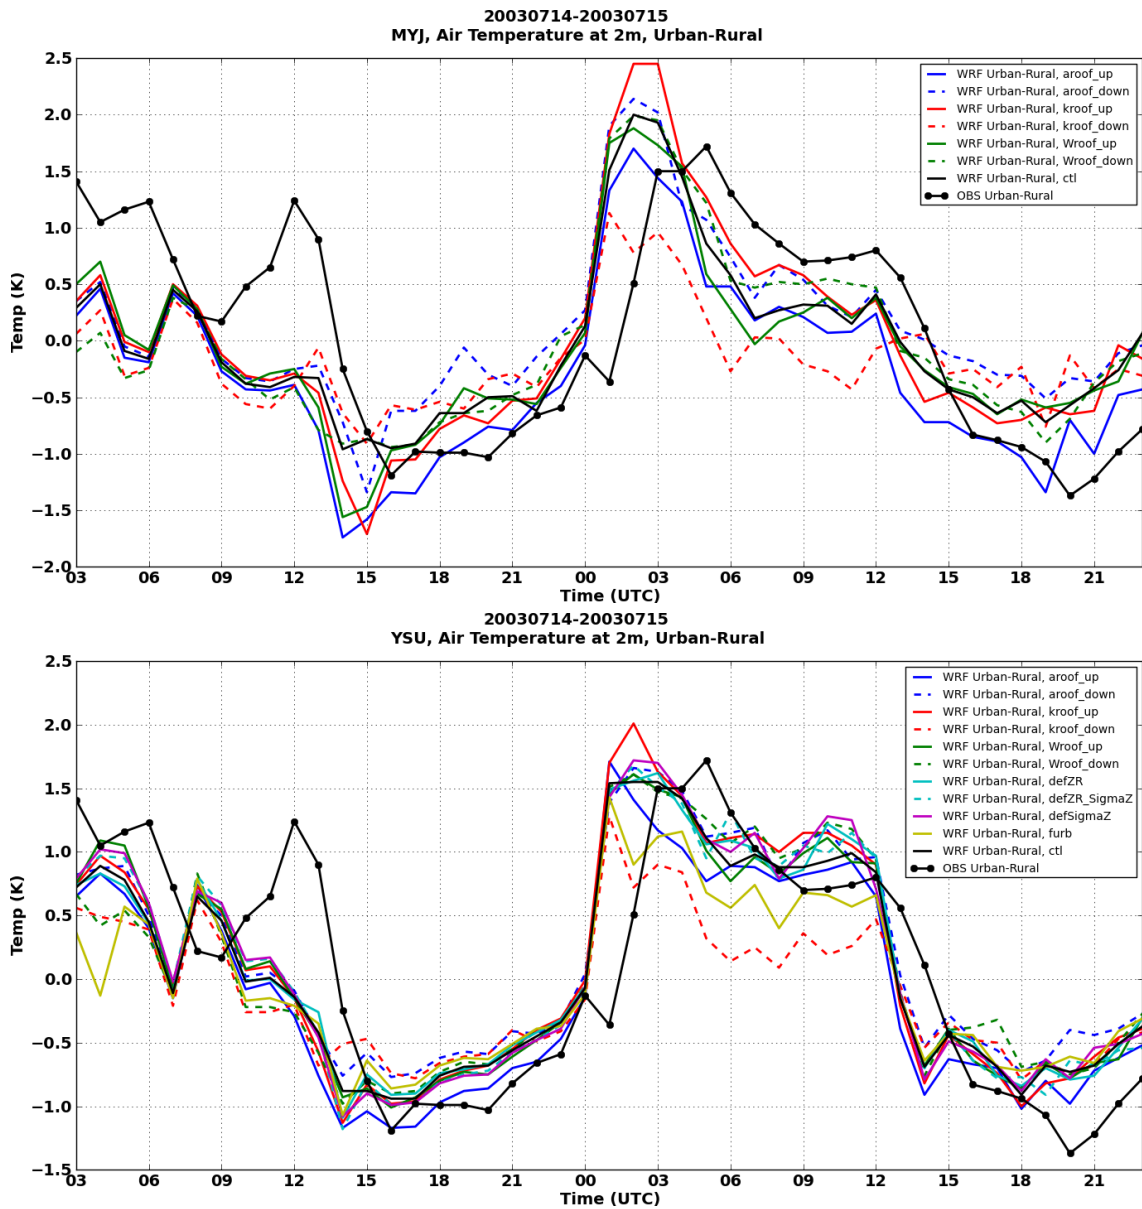 20030714-20030715
MYJ, Air Temperature at 2m, Urban-Rural
2.5
2.0
1.5
1.0
0.5
0.0
−0.5
−1.0
−1.5
−2.0
Temp (K)
WRF Urban-Rural, aroof_up
WRF Urban-Rural, aroof_down
WRF Urban-Rural, kroof_up
WRF Urban-Rural, kroof_down
WRF Urban-Rural, Wroof_up
WRF Urban-Rural, Wroof_down
WRF Urban-Rural, ctl
OBS Urban-Rural
03 06 09 12 15 18 21 00 03 06 09 12 15 18 21
Time (UTC)
20030714-20030715
YSU, Air Temperature at 2m, Urban-Rural
2.5
2.0
1.5
1.0
0.5
0.0
−0.5
−1.0
−1.5
Temp (K)
WRF Urban-Rural, aroof_up
WRF Urban-Rural, aroof_down
WRF Urban-Rural, kroof_up
WRF Urban-Rural, kroof_down
WRF Urban-Rural, Wroof_up
WRF Urban-Rural, Wroof_down
WRF Urban-Rural, defZR
WRF Urban-Rural, defZR_SigmaZ
WRF Urban-Rural, defSigmaZ
WRF Urban-Rural, furb
WRF Urban-Rural, ctl
OBS Urban-Rural
03 06 09 12 15 18 21 00 03 06 09 12 15 18 21
Time (UTC)